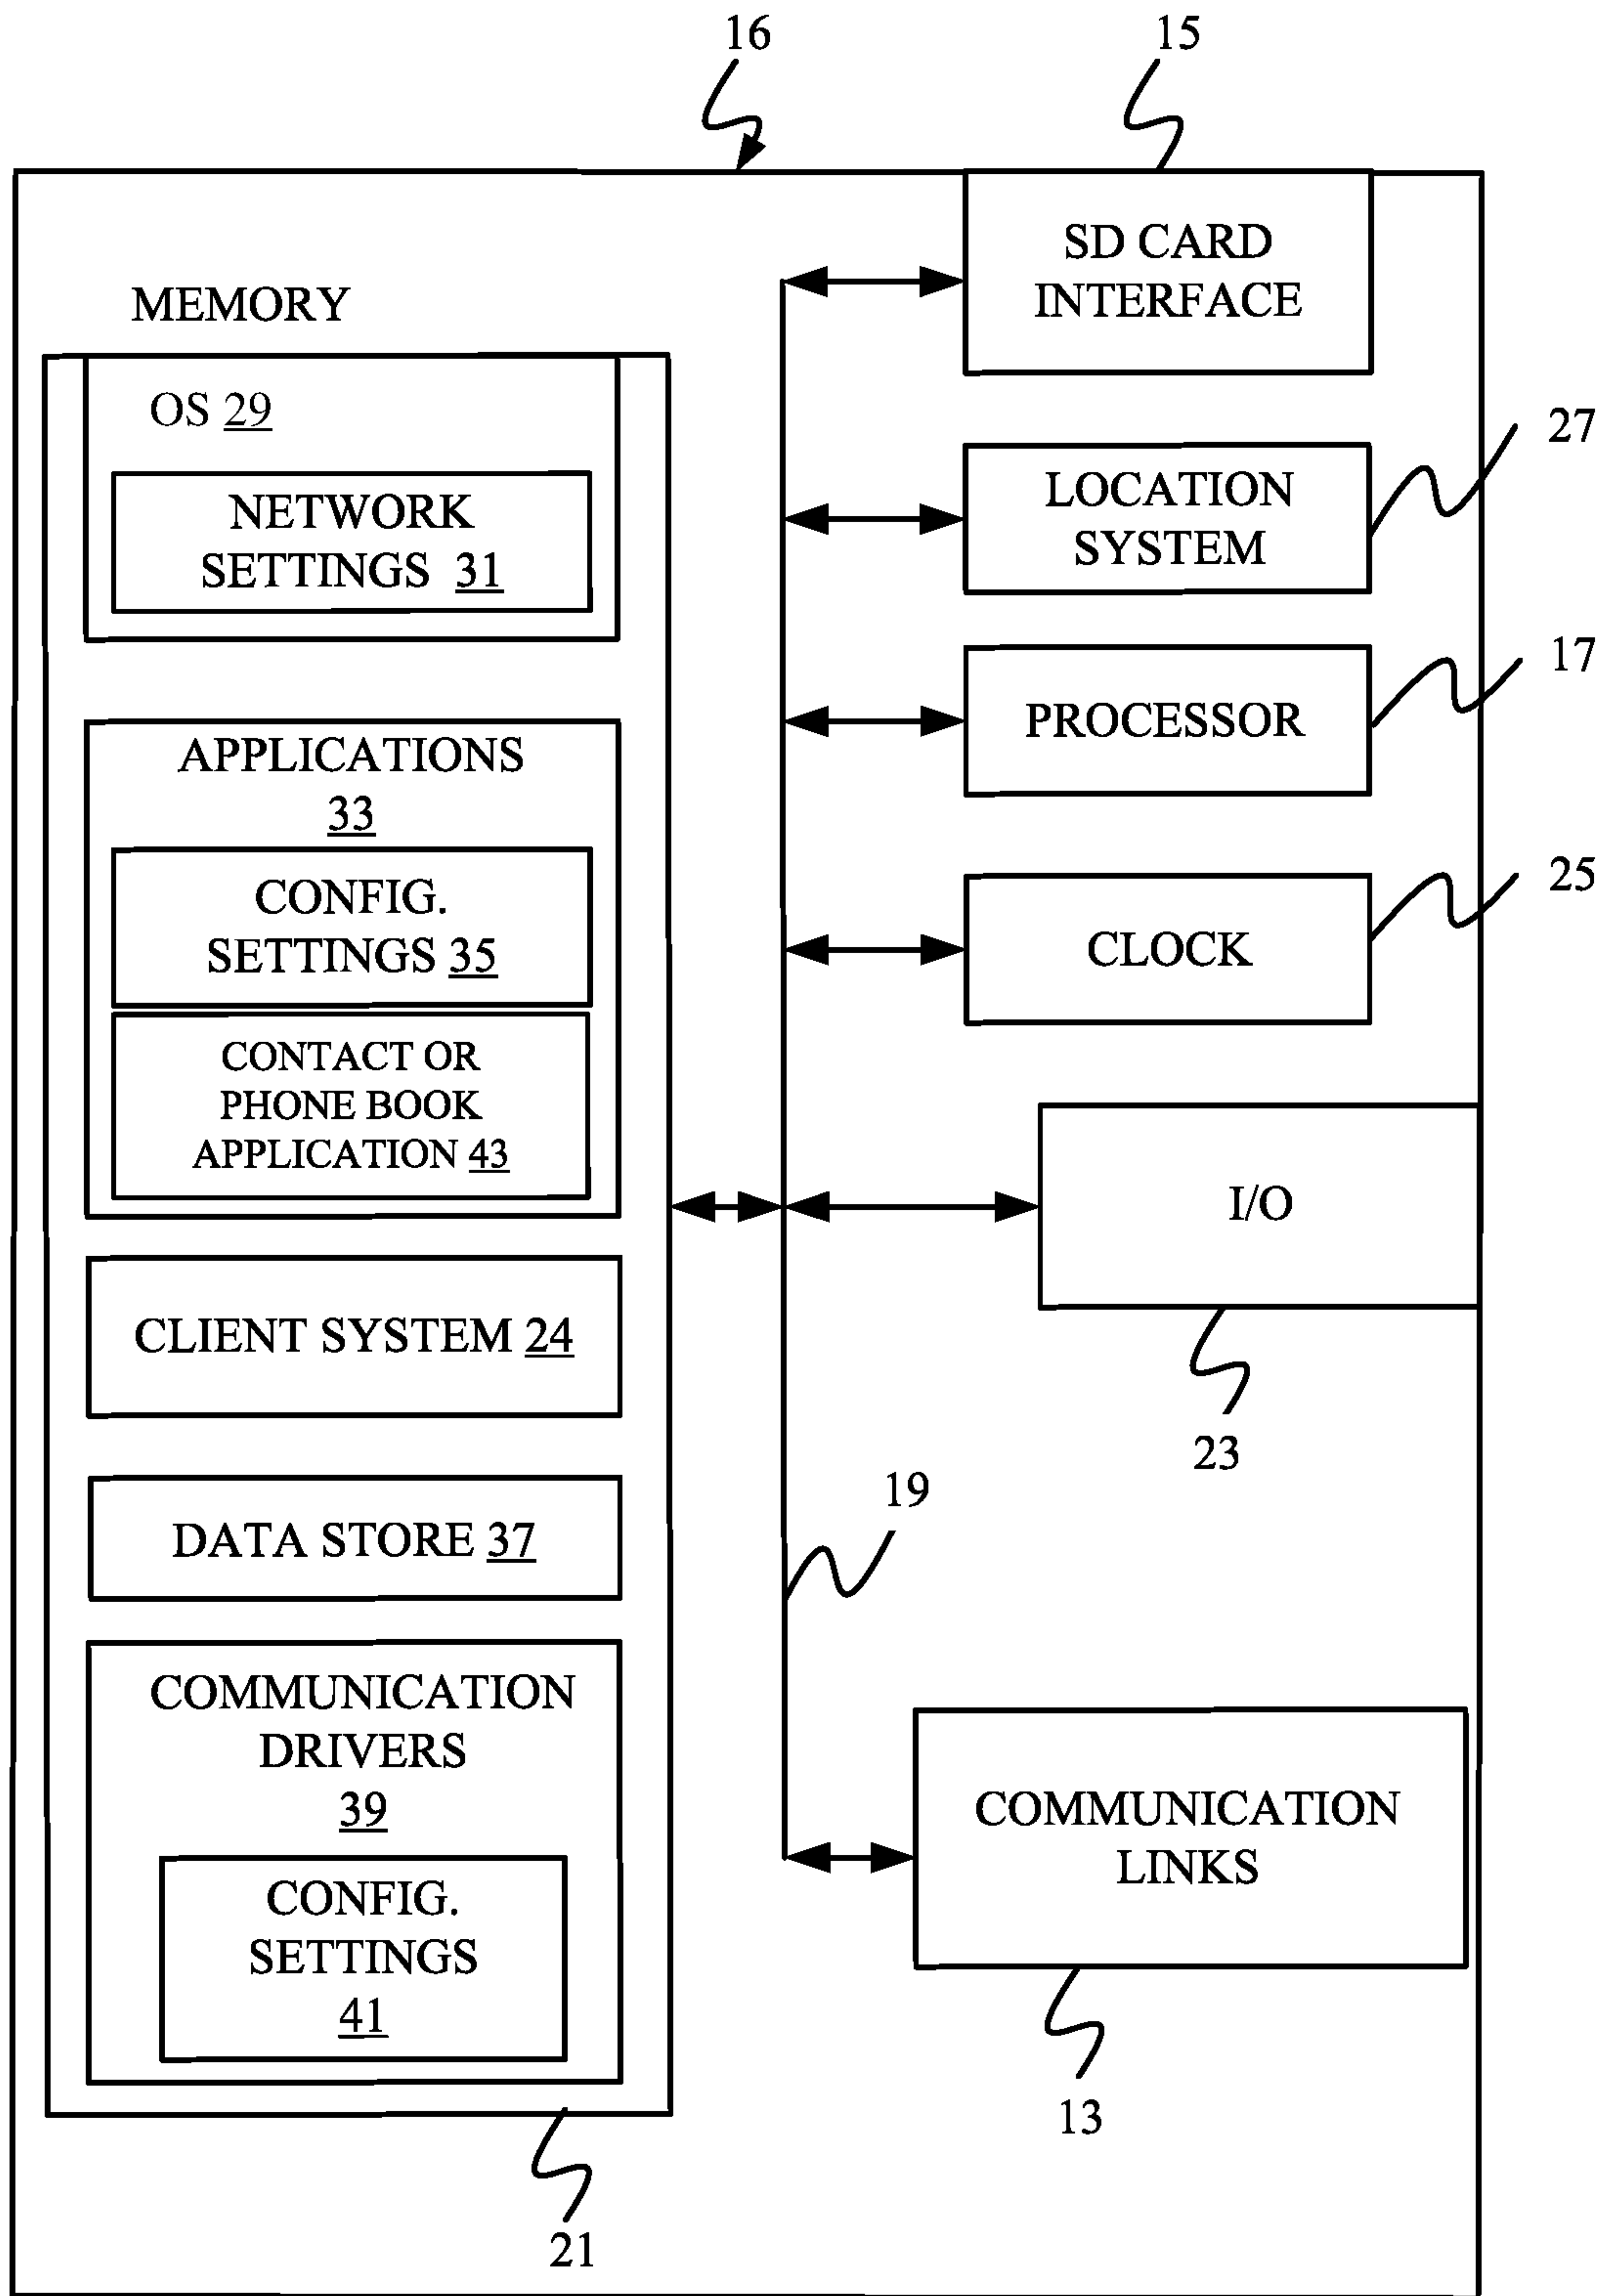 16
15
SD CARD
INTERFACE
MEMORY
OS 29
NETWORK
SETTINGS 31
27
LOCATION
SYSTEM
17
PROCESSOR
APPLICATIONS
33
CONFIG.
SETTINGS 35
25
CLOCK
CONTACT OR
PHONE BOOK
APPLICATION 43
I/O
CLIENT SYSTEM 24
23
19
DATA STORE 37
COMMUNICATION
DRIVERS
39
CONFIG.
SETTINGS
41
COMMUNICATION
LINKS
13
21